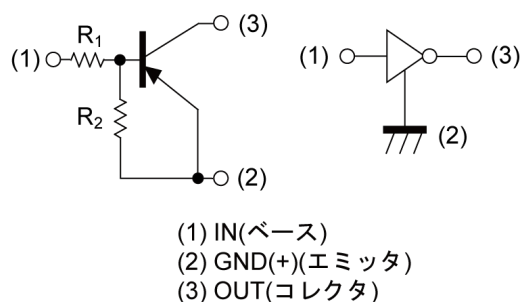 (3)
R₁
(1)
R₂
(2)
(1)
(3)
(2)
(1) IN(ベース)
(2) GND(+)(エミッタ)
(3) OUT(コレクタ)